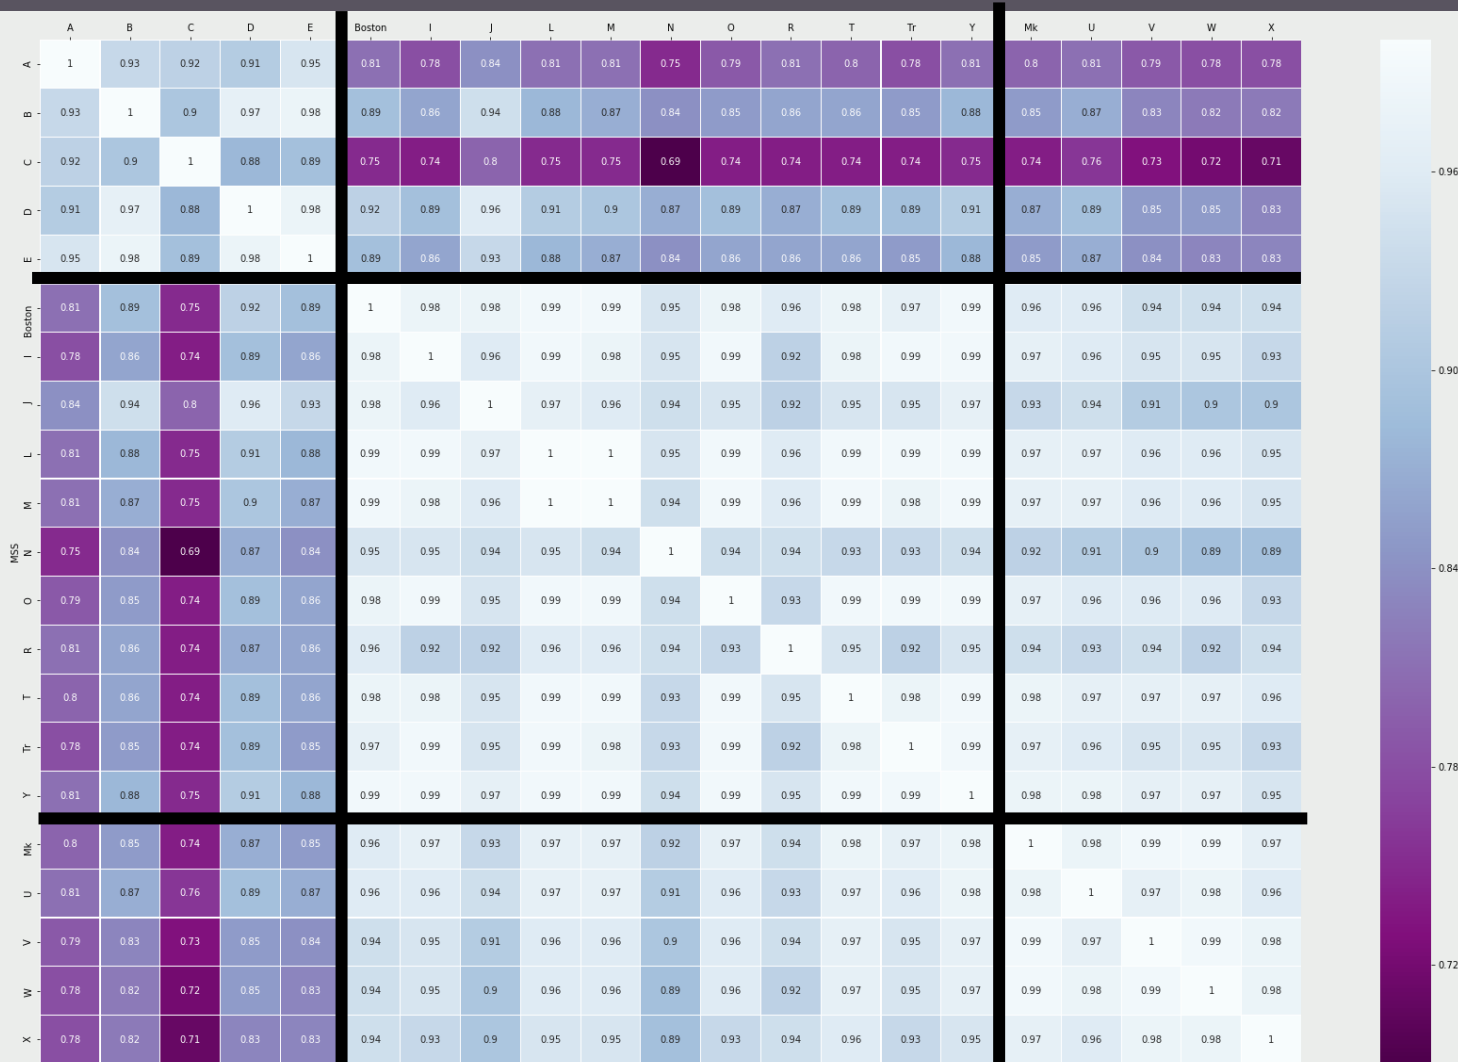 A B C D E Boston I J L M N O R T Tr Y Mk U V W X
A 1 0.93 0.92 0.91 0.95 0.81 0.78 0.84 0.81 0.81 0.75 0.79 0.81 0.8 0.78 0.81 0.8 0.81 0.79 0.78 0.78
B 0.93 1 0.9 0.97 0.98 0.89 0.86 0.94 0.88 0.87 0.84 0.85 0.86 0.86 0.85 0.88 0.85 0.87 0.83 0.82 0.82
C 0.92 0.9 1 0.88 0.89 0.75 0.74 0.8 0.75 0.75 0.69 0.74 0.74 0.74 0.74 0.75 0.74 0.76 0.73 0.72 0.71
0.96
D 0.91 0.97 0.88 1 0.98 0.92 0.89 0.96 0.91 0.9 0.87 0.89 0.87 0.89 0.89 0.91 0.87 0.89 0.85 0.85 0.83
E 0.95 0.98 0.89 0.98 1 0.89 0.86 0.93 0.88 0.87 0.84 0.86 0.86 0.86 0.85 0.88 0.85 0.87 0.84 0.83 0.83
Boston 0.81 0.89 0.75 0.92 0.89 1 0.98 0.98 0.99 0.99 0.95 0.98 0.96 0.98 0.97 0.99 0.96 0.96 0.94 0.94 0.94
I 0.78 0.86 0.74 0.89 0.86 0.98 1 0.96 0.99 0.98 0.95 0.99 0.92 0.98 0.99 0.99 0.97 0.96 0.95 0.95 0.93
0.90
J 0.84 0.94 0.8 0.96 0.93 0.98 0.96 1 0.97 0.96 0.94 0.95 0.92 0.95 0.95 0.97 0.93 0.94 0.91 0.9 0.9
L 0.81 0.88 0.75 0.91 0.88 0.99 0.99 0.97 1 1 0.95 0.99 0.96 0.99 0.99 0.99 0.97 0.97 0.96 0.96 0.95
M 0.81 0.87 0.75 0.9 0.87 0.99 0.98 0.96 1 1 0.94 0.99 0.96 0.99 0.98 0.99 0.97 0.97 0.96 0.96 0.95
MSS
N 0.75 0.84 0.69 0.87 0.84 0.95 0.95 0.94 0.95 0.94 1 0.94 0.94 0.93 0.93 0.94 0.92 0.91 0.9 0.89 0.89
0.84
O 0.79 0.85 0.74 0.89 0.86 0.98 0.99 0.95 0.99 0.99 0.94 1 0.93 0.99 0.99 0.99 0.97 0.96 0.96 0.96 0.93
R 0.81 0.86 0.74 0.87 0.86 0.96 0.92 0.92 0.96 0.96 0.94 0.93 1 0.95 0.92 0.95 0.94 0.93 0.94 0.92 0.94
T 0.8 0.86 0.74 0.89 0.86 0.98 0.98 0.95 0.99 0.99 0.93 0.99 0.95 1 0.98 0.99 0.98 0.97 0.97 0.97 0.96
Tr 0.78 0.85 0.74 0.89 0.85 0.97 0.99 0.95 0.99 0.98 0.93 0.99 0.92 0.98 1 0.99 0.97 0.96 0.95 0.95 0.93
0.78
Y 0.81 0.88 0.75 0.91 0.88 0.99 0.99 0.97 0.99 0.99 0.94 0.99 0.95 0.99 0.99 1 0.98 0.98 0.97 0.97 0.95
Mk 0.8 0.85 0.74 0.87 0.85 0.96 0.97 0.93 0.97 0.97 0.92 0.97 0.94 0.98 0.97 0.98 1 0.98 0.99 0.99 0.97
U 0.81 0.87 0.76 0.89 0.87 0.96 0.96 0.94 0.97 0.97 0.91 0.96 0.93 0.97 0.96 0.98 0.98 1 0.97 0.98 0.96
V 0.79 0.83 0.73 0.85 0.84 0.94 0.95 0.91 0.96 0.96 0.9 0.96 0.94 0.97 0.95 0.97 0.99 0.97 1 0.99 0.98
0.72
W 0.78 0.82 0.72 0.85 0.83 0.94 0.95 0.9 0.96 0.96 0.89 0.96 0.92 0.97 0.95 0.97 0.99 0.98 0.99 1 0.98
X 0.78 0.82 0.71 0.83 0.83 0.94 0.93 0.9 0.95 0.95 0.89 0.93 0.94 0.96 0.93 0.95 0.97 0.96 0.98 0.98 1